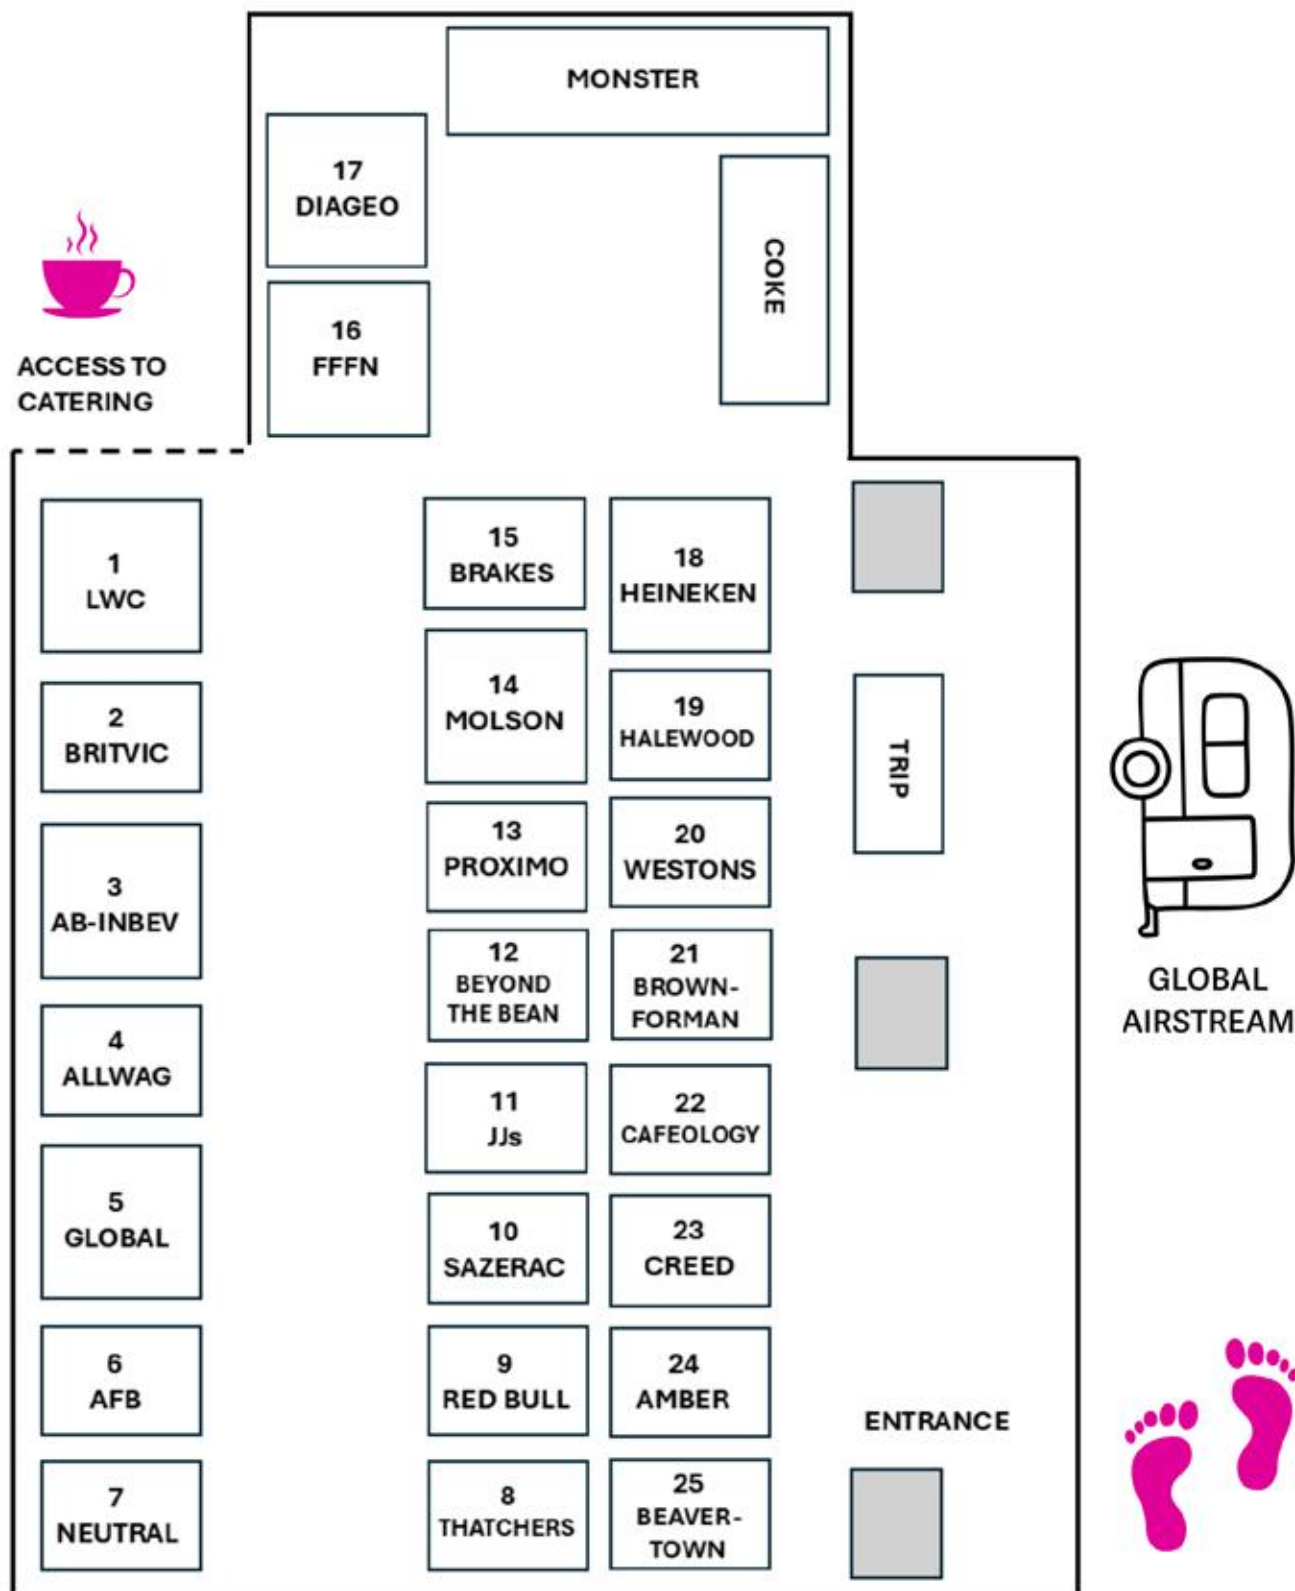 MONSTER
17
DIAGEO
COKE
16
FFFN
ACCESS TO
CATERING
1
LWC
2
BRITVIC
3
AB-INBEV
4
ALLWAG
5
GLOBAL
6
AFB
7
NEUTRAL
15
BRAKES
14
MOLSON
13
PROXIMO
12
BEYOND
THE BEAN
11
JJs
10
SAZERAC
9
RED BULL
8
THATCHERS
18
HEINEKEN
19
HALEWOOD
20
WESTONS
21
BROWN-
FORMAN
22
CAFEOLOGY
23
CREED
24
AMBER
25
BEAVER-
TOWN
TRIP
ENTRANCE
GLOBAL
AIRSTREAM